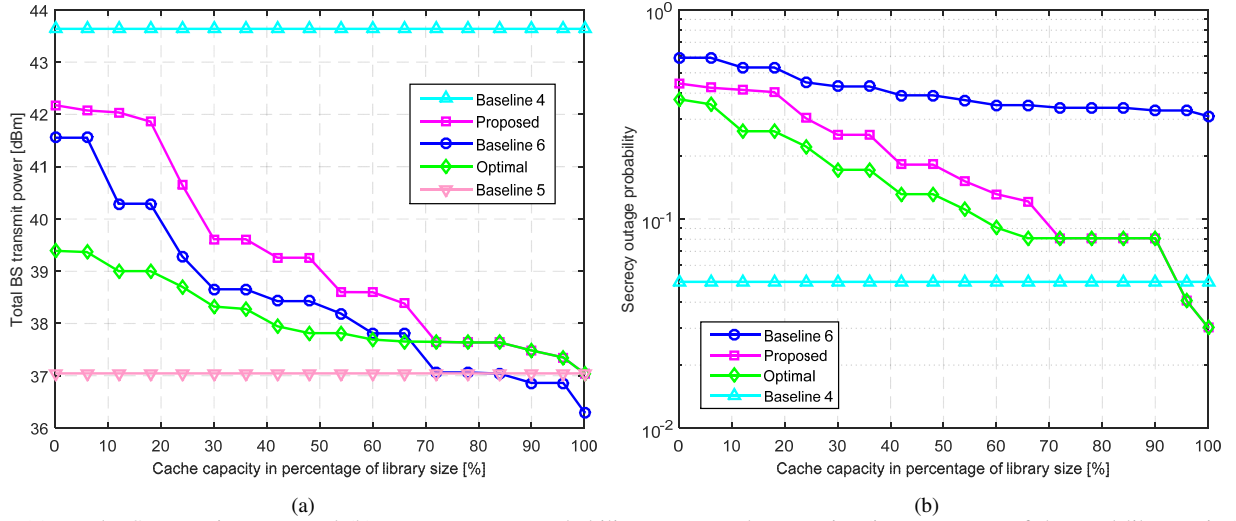 44
43
42
41
40
39
38
37
36
Total BS transmit power [dBm]
Baseline 4
Proposed
Baseline 6
Optimal
Baseline 5
0 10 20 30 40 50 60 70 80 90 100
Cache capacity in percentage of library size [%]
(a)
10^0
10^-1
10^-2
Secrecy outage probability
Baseline 6
Proposed
Optimal
Baseline 4
0 10 20 30 40 50 60 70 80 90 100
Cache capacity in percentage of library size [%]
(b)